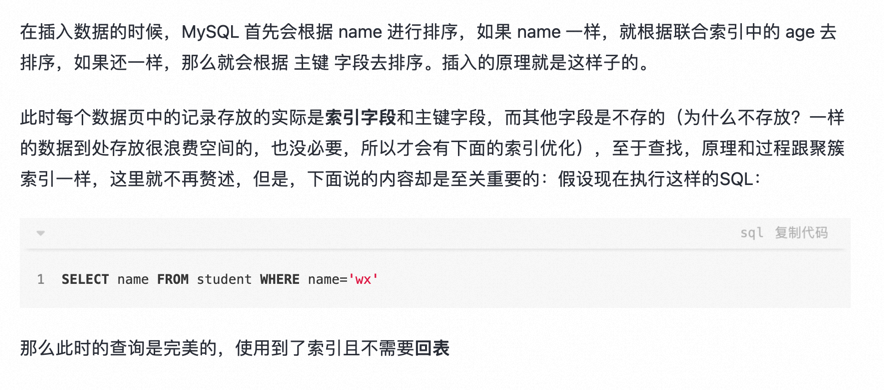 在插入数据的时候，MySQL 首先会根据 name 进行排序，如果 name 一样，就根据联合索引中的 age 去
排序，如果还一样，那么就会根据 主键 字段去排序。插入的原理就是这样子的。
此时每个数据页中的记录存放的实际是索引字段和主键字段，而其他字段是不存的（为什么不存放？一样
的数据到处存放很浪费空间的，也没必要，所以才会有下面的索引优化），至于查找，原理和过程跟聚簇
索引一样，这里就不再赘述，但是，下面说的内容却是至关重要的：假设现在执行这样的SQL：
sql 复制代码
1 SELECT name FROM student WHERE name='wx'
那么此时的查询是完美的，使用到了索引且不需要回表